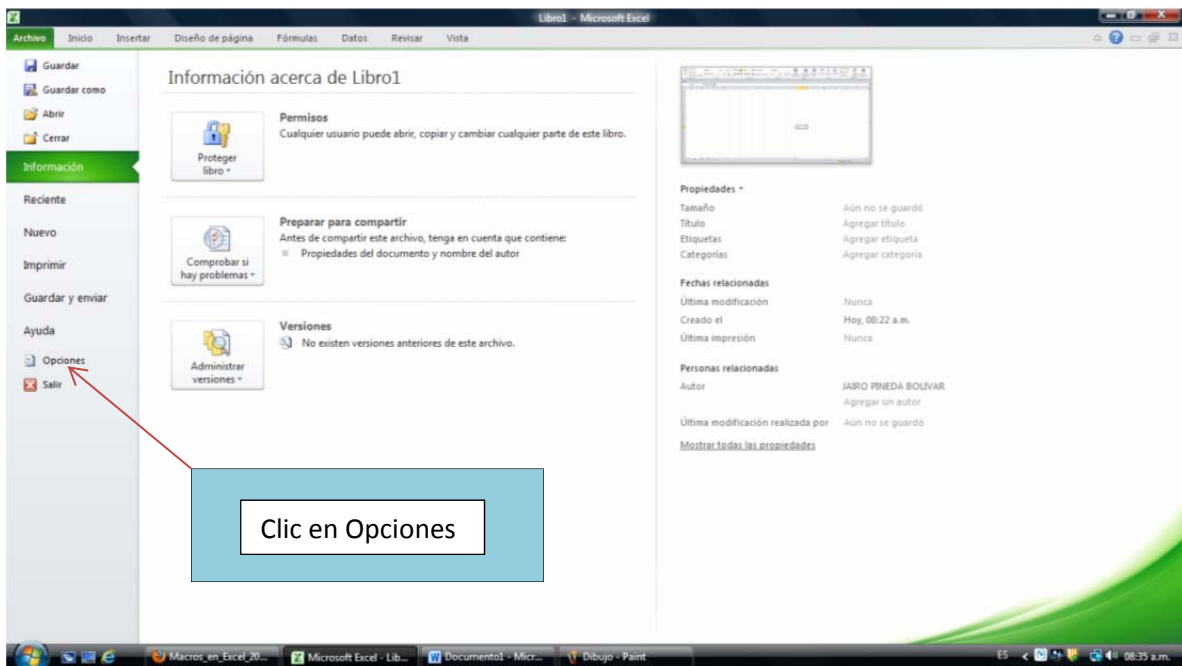 Libro1 - Microsoft Excel
Archivo Inicio Insertar Diseño de página Fórmulas Datos Revisar Vista
Guardar
Guardar como
Abrir
Cerrar
Información
Reciente
Nuevo
Imprimir
Guardar y enviar
Ayuda
Opciones
Salir
Información acerca de Libro1
Proteger
libro
Permisos
Cualquier usuario puede abrir, copiar y cambiar cualquier parte de este libro.
Comprobar si
hay problemas
Preparar para compartir
Antes de compartir este archivo, tenga en cuenta que contiene:
Propiedades del documento y nombre del autor
Administrar
versiones
Versiones
No existen versiones anteriores de este archivo.
Propiedades
Tamaño Aún no se guardó
Título Agregar título
Etiquetas Agregar etiqueta
Categorías Agregar categoría
Fechas relacionadas
Última modificación Nunca
Creado el Hoy, 08:22 a.m.
Última impresión Nunca
Personas relacionadas
Autor JAIRO PINEDA BOLIVAR
Agregar un autor
Última modificación realizada por Aún no se guardó
Mostrar todas las propiedades
Clic en Opciones
Macros_en_Excel_20... Microsoft Excel - Lib... Documento1 - Micr... Dibujo - Paint ES 08:35 a.m.